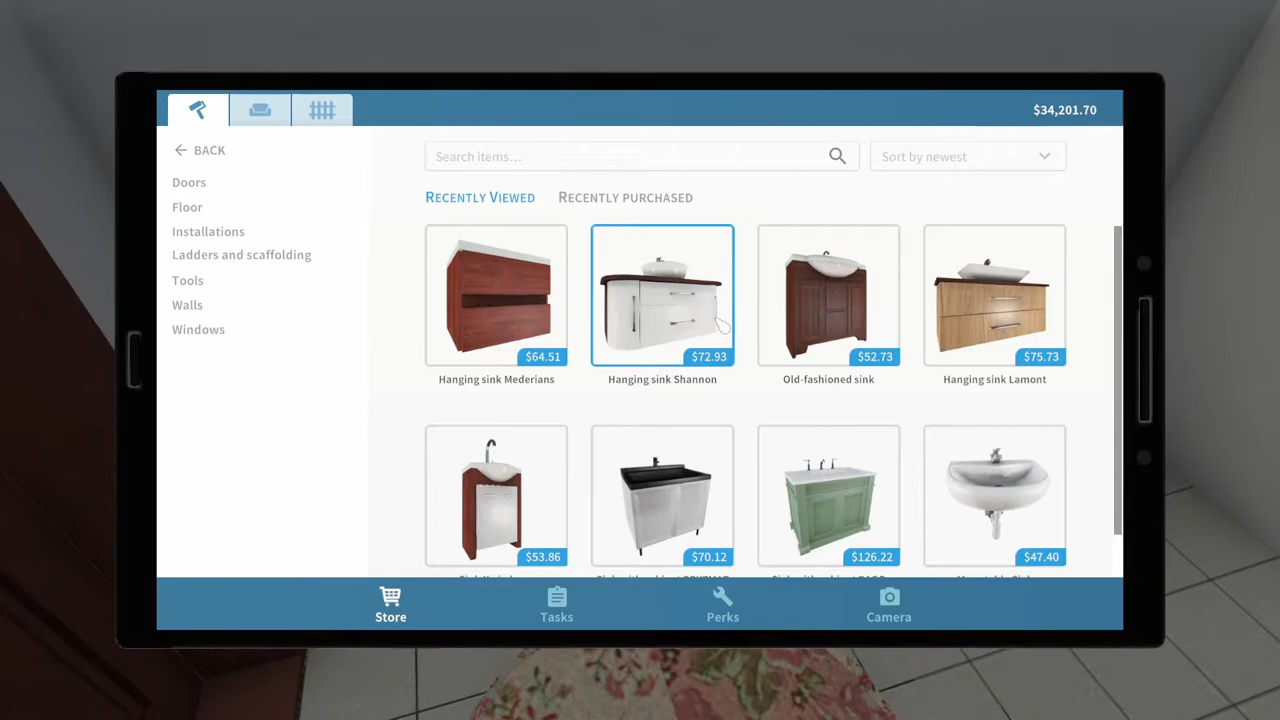 $34,201.70
BACK
Search items...
Sort by newest
Doors
Floor
Installations
Ladders and scaffolding
Tools
Walls
Windows
RECENTLY VIEWED
RECENTLY PURCHASED
$64.51
$72.93
$52.73
$75.73
Hanging sink Mederians
Hanging sink Shannon
Old-fashioned sink
Hanging sink Lamont
$53.86
$70.12
$126.22
$47.40
Store
Tasks
Perks
Camera